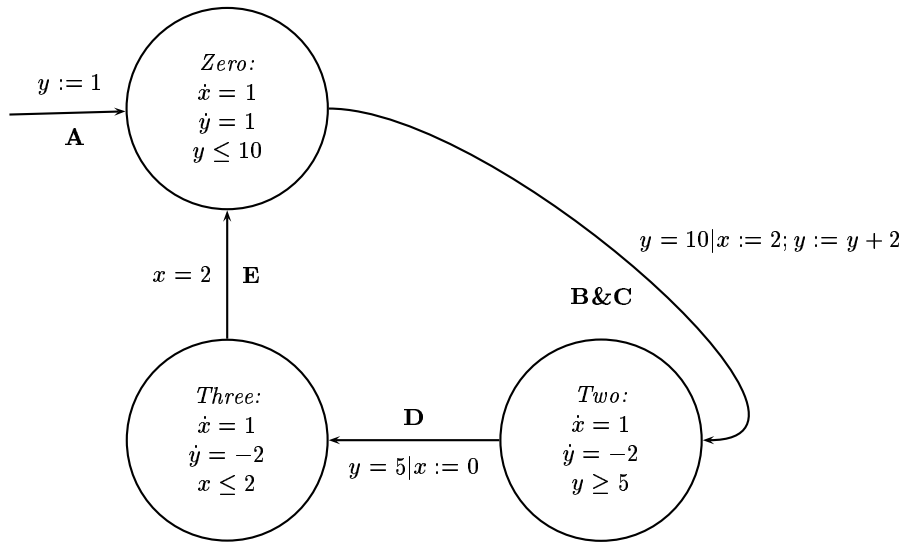 Zero:
ẋ = 1
ẏ = 1
y ≤ 10
y := 1
A
y = 10|x := 2; y := y + 2
B&C
x = 2
E
Three:
ẋ = 1
ẏ = −2
x ≤ 2
D
y = 5|x := 0
Two:
ẋ = 1
ẏ = −2
y ≥ 5